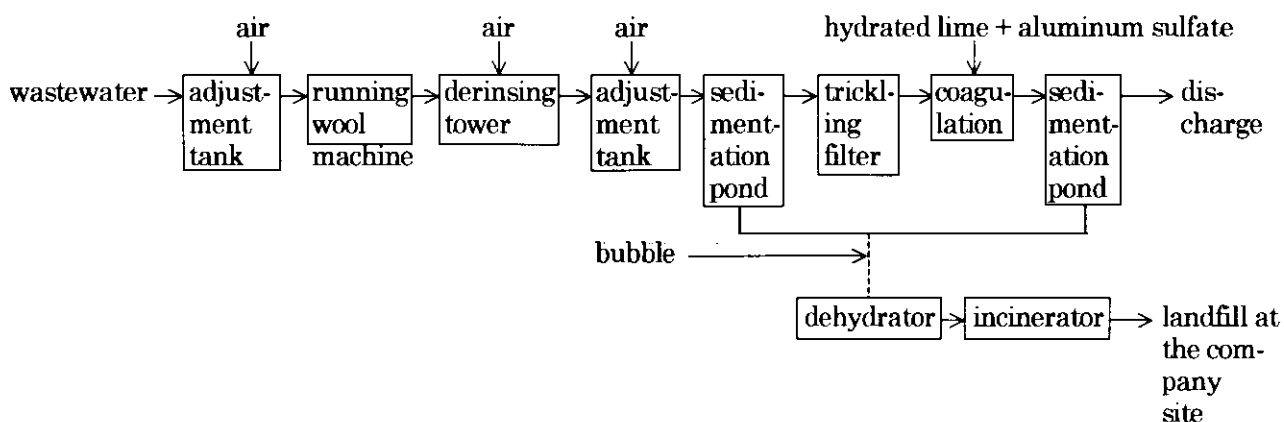 air
air
air
hydrated lime + aluminum sulfate
wastewater
adjust-
ment
tank
running
wool
machine
derinsing
tower
adjust-
ment
tank
sedi-
ment-
ation
pond
trickl-
ing
filter
coagu-
lation
sedi-
ment-
ation
pond
dis-
charge
bubble
dehydrator
incinerator
landfill at
the com-
pany
site